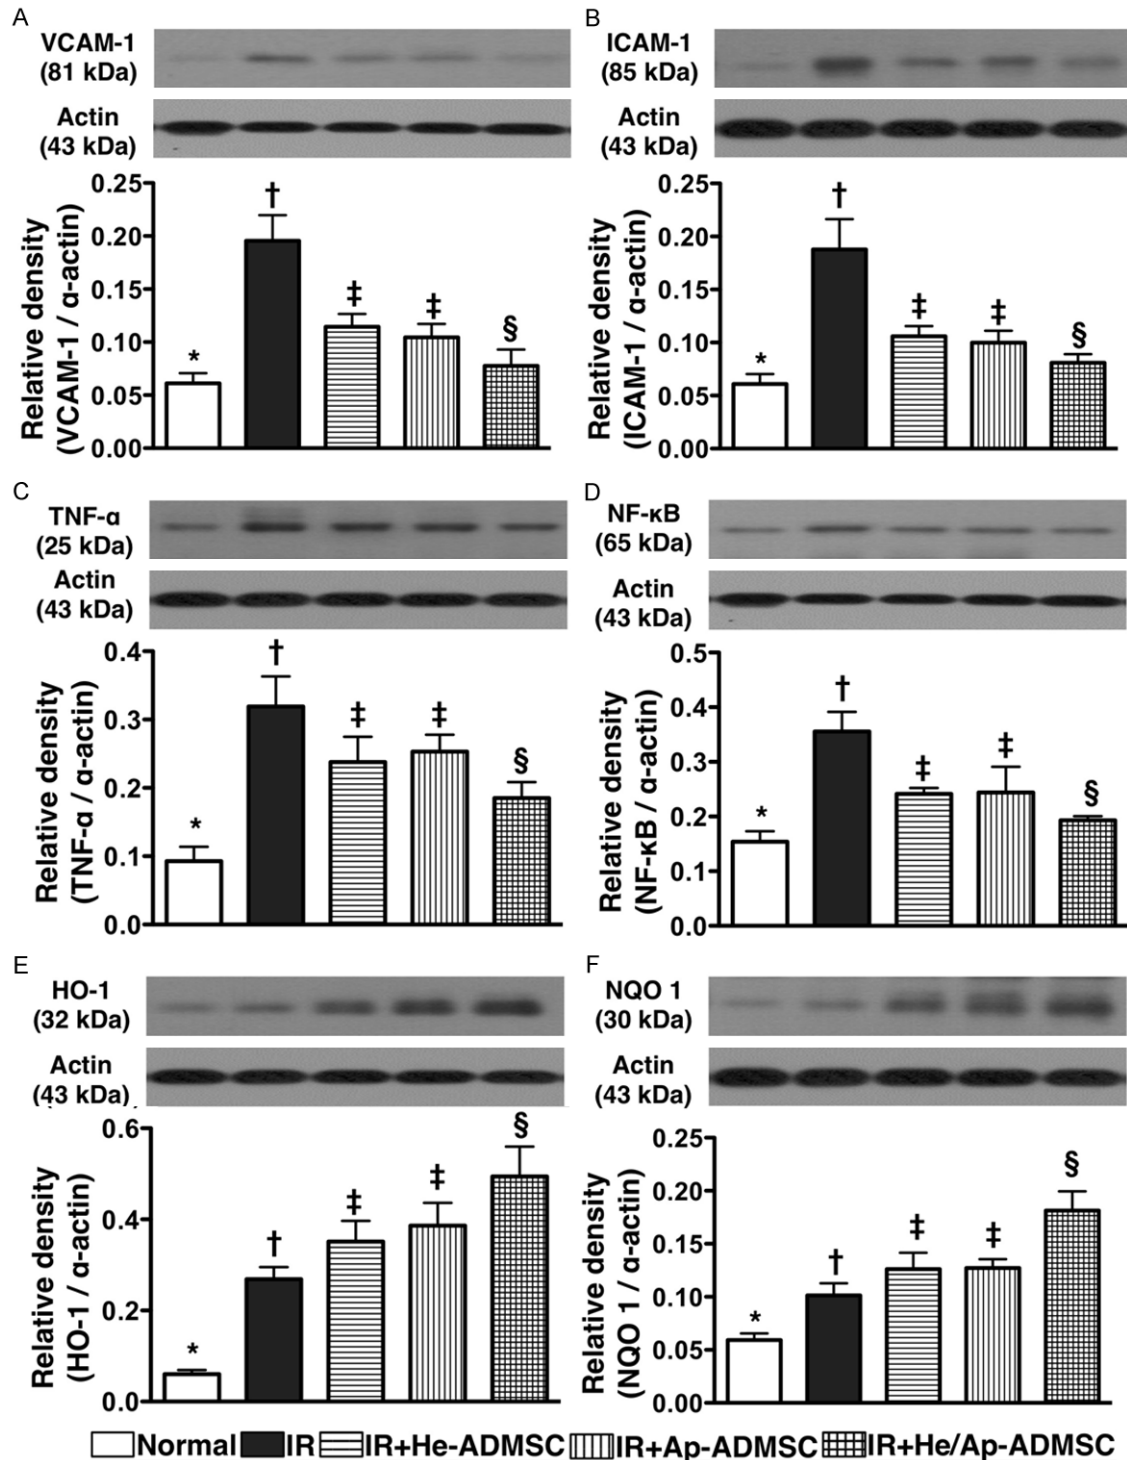 A
VCAM-1
(81 kDa)
Actin
(43 kDa)
Relative density
(VCAM-1 / α-actin)
0.25
0.20
0.15
0.10
0.05
0.00
* † ‡ ‡ §
B
ICAM-1
(85 kDa)
Actin
(43 kDa)
Relative density
(ICAM-1 / α-actin)
0.25
0.20
0.15
0.10
0.05
0.00
* † ‡ ‡ §
C
TNF-α
(25 kDa)
Actin
(43 kDa)
Relative density
(TNF-α / α-actin)
0.4
0.3
0.2
0.1
0.0
* † ‡ ‡ §
D
NF-κB
(65 kDa)
Actin
(43 kDa)
Relative density
(NF-κB / α-actin)
0.5
0.4
0.3
0.2
0.1
0.0
* † ‡ ‡ §
E
HO-1
(32 kDa)
Actin
(43 kDa)
Relative density
(HO-1 / α-actin)
0.6
0.4
0.2
0.0
* † ‡ ‡ §
F
NQO 1
(30 kDa)
Actin
(43 kDa)
Relative density
(NQO 1 / α-actin)
0.25
0.20
0.15
0.10
0.05
0.00
* † ‡ ‡ §
Normal IR IR+He-ADMSC IR+Ap-ADMSC IR+He/Ap-ADMSC